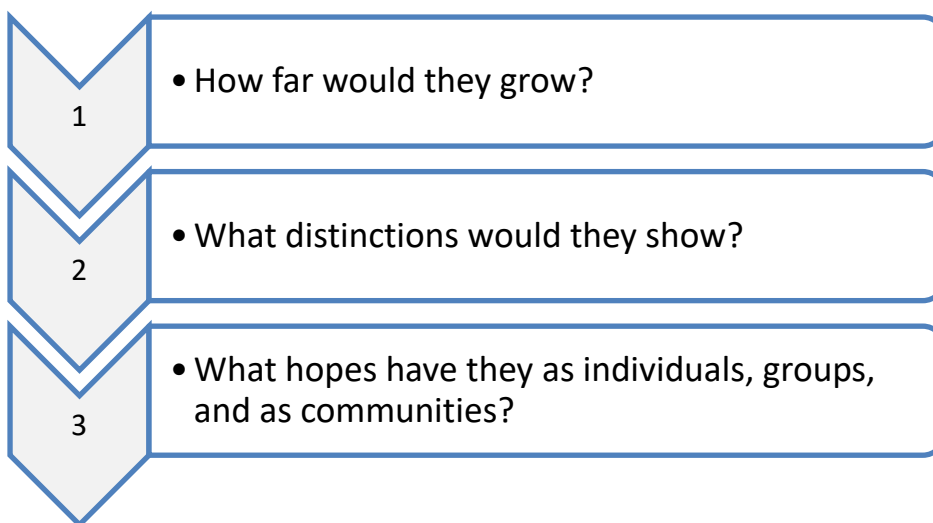 1
• How far would they grow?
2
• What distinctions would they show?
3
• What hopes have they as individuals, groups,
and as communities?